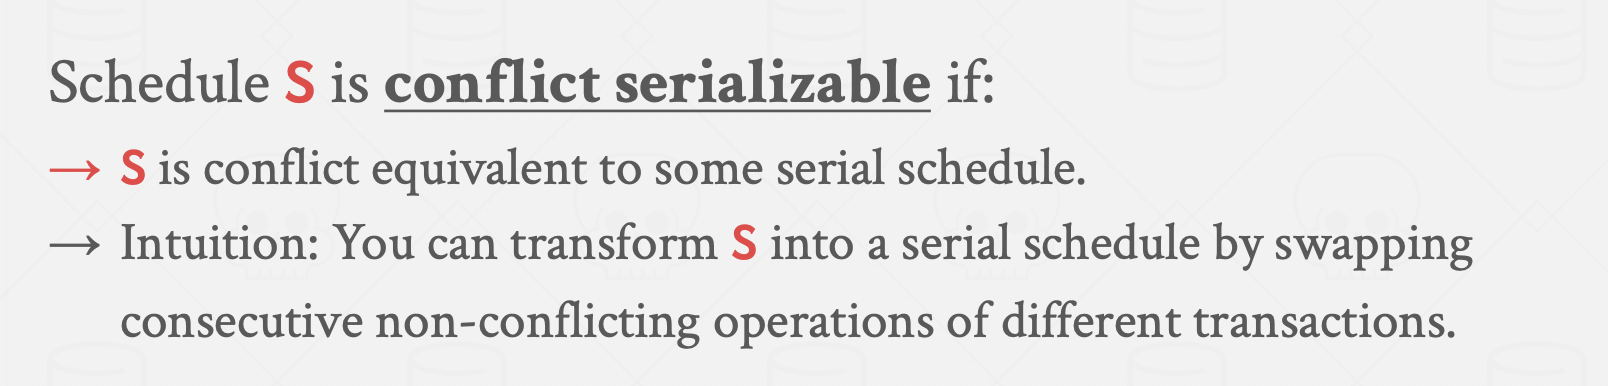 Schedule S is conflict serializable if:
→ S is conflict equivalent to some serial schedule.
→ Intuition: You can transform S into a serial schedule by swapping
consecutive non-conflicting operations of different transactions.